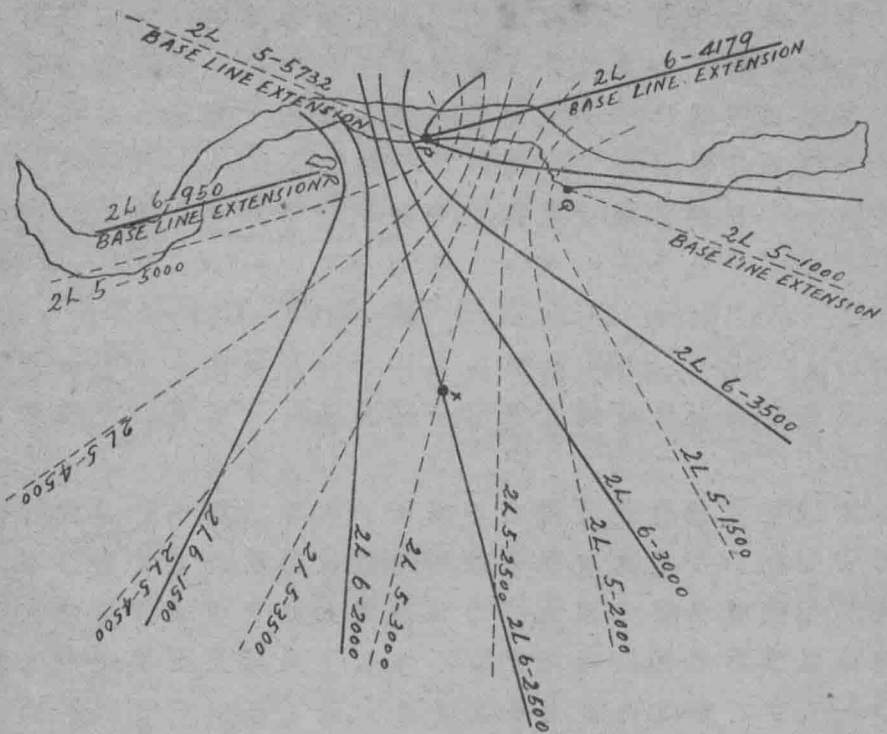 2L 5-5732
BASE LINE EXTENSION
2L 6-4179
BASE LINE EXTENSION
P
R
2L 6-950
BASE LINE EXTENSION
Q
2L 5-1000
BASE LINE EXTENSION
2L 5-5000
2L 6-3500
X
2L 5-4500
2L 5-1500
2L 6-3000
2L 5-4500
2L 6-1500
2L 5-3500
2L 6-2000
2L 5-3000
2L 5-2500
2L 5-2000
2L 6-2500